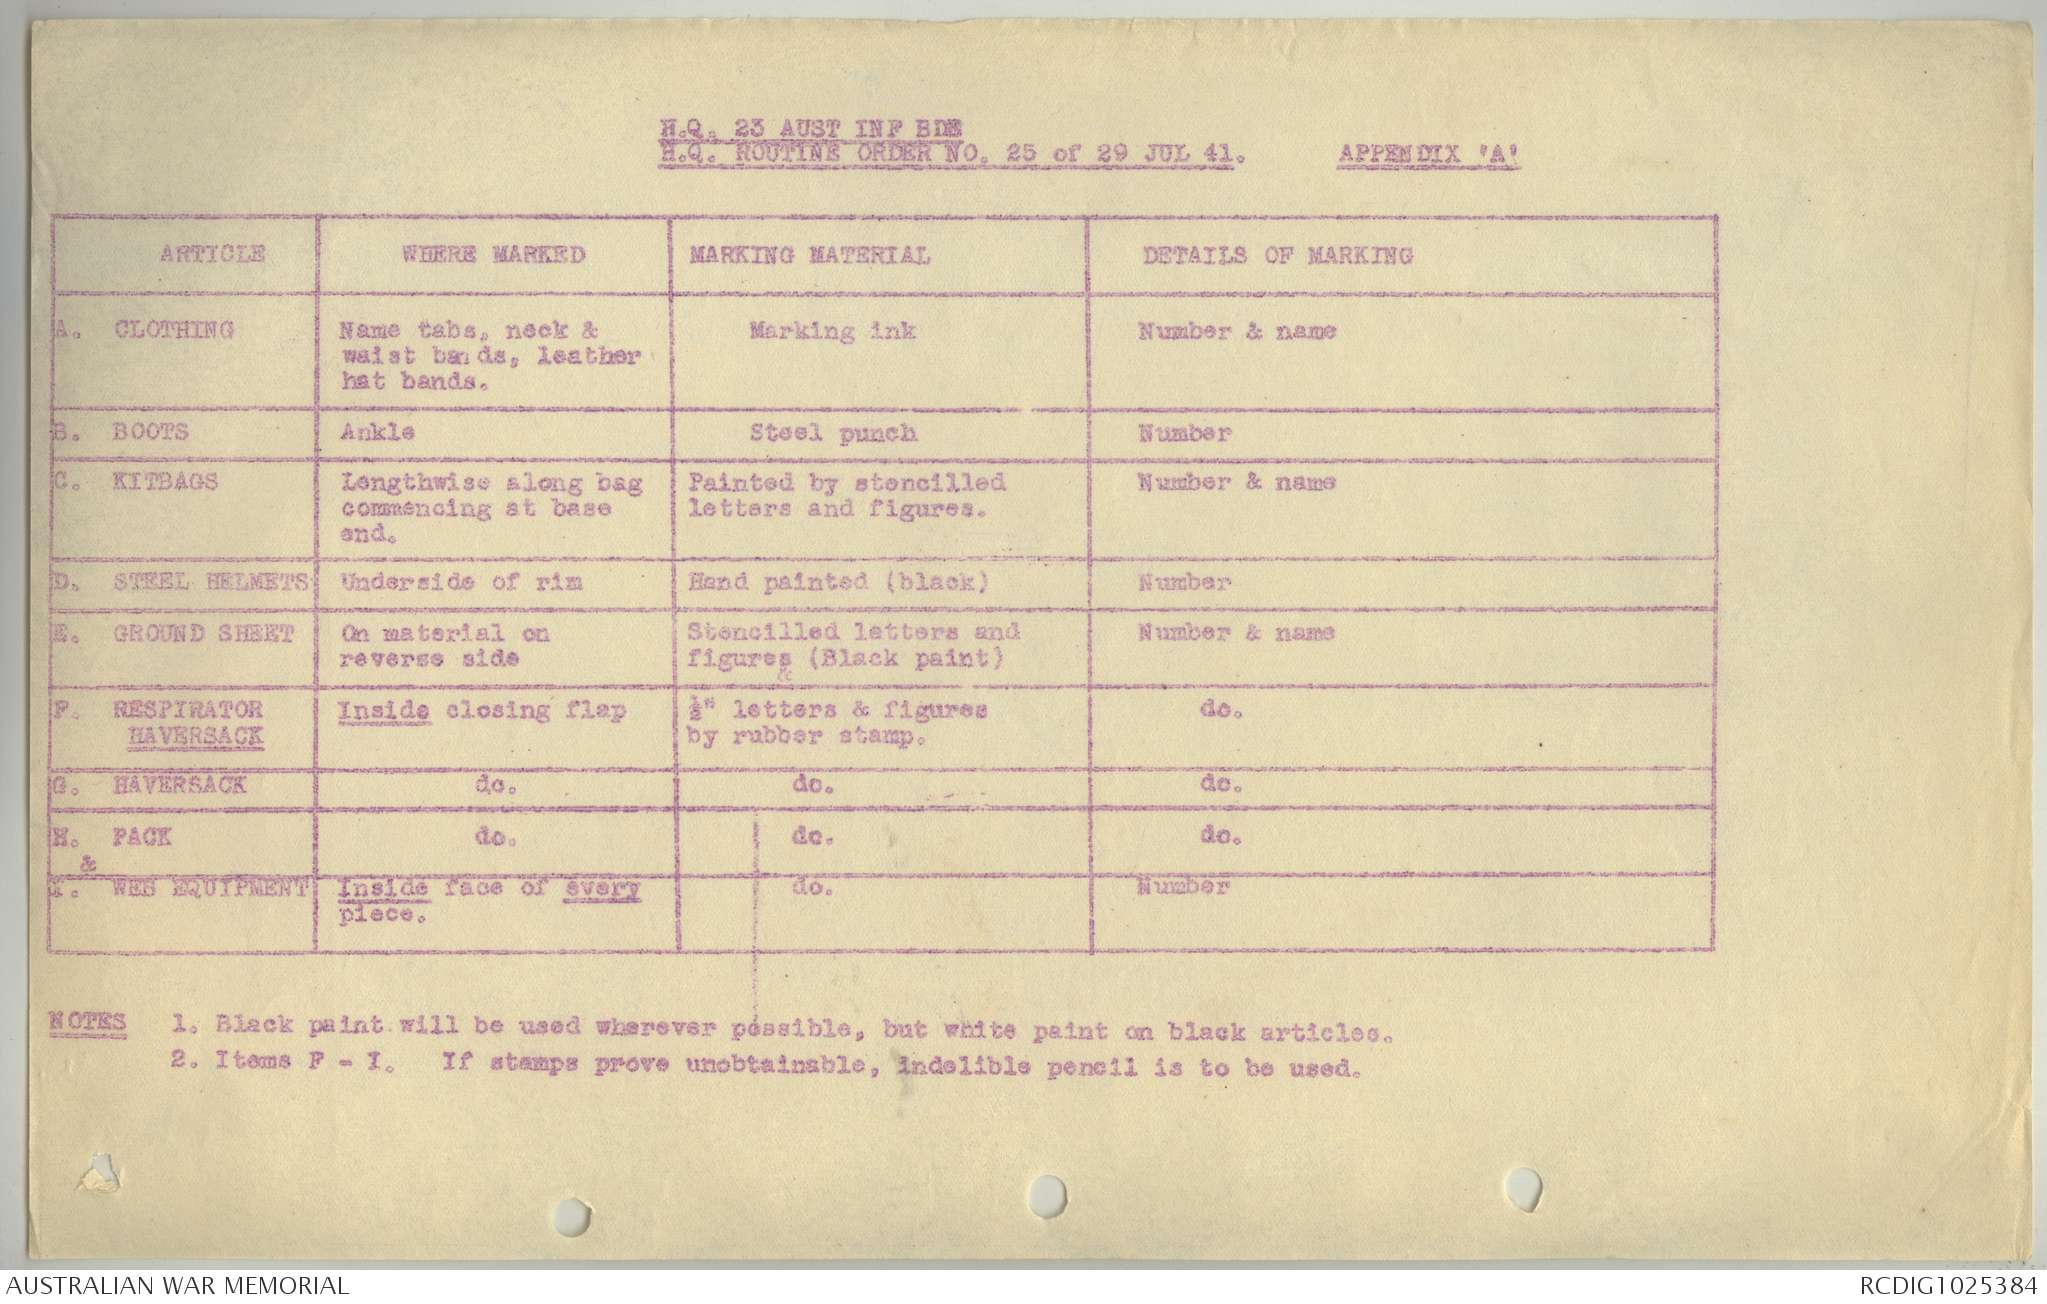 H.Q. 23 AUST INF BDE
H.Q. ROUTINE ORDER NO. 25 of 29 JUL 41. APPENDIX 'A'
ARTICLE WHERE MARKED MARKING MATERIAL DETAILS OF MARKING
A. CLOTHING Name tabs, neck & Marking ink Number & name
waist bands, leather
hat bands.
B. BOOTS Ankle Steel punch Number
C. KITBAGS Lengthwise along bag Painted by stencilled Number & name
commencing at base letters and figures.
end.
D. STEEL HELMETS Underside of rim Hand painted (black) Number
E. GROUND SHEET On material on Stencilled letters and Number & name
reverse side figures (Black paint)
&
F. RESPIRATOR Inside closing flap ½" letters & figures do.
HAVERSACK by rubber stamp.
G. HAVERSACK do. do. do.
H. PACK do. do. do.
&
I. WEB EQUIPMENT Inside face of every do. Number
piece.
NOTES 1. Black paint will be used wherever possible, but white paint on black articles.
2. Items F - I. If stamps prove unobtainable, indelible pencil is to be used.
AUSTRALIAN WAR MEMORIAL RCDIG1025384